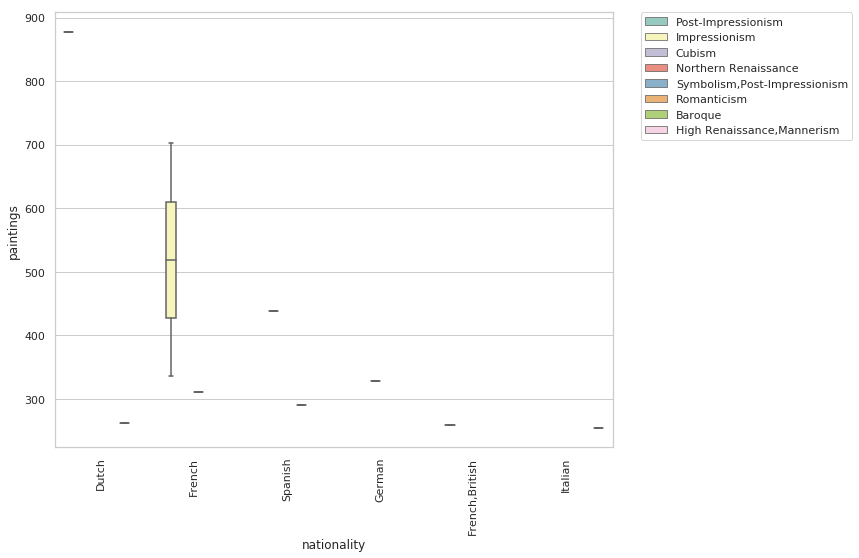 900
800
700
600
500
400
300
paintings
Dutch
French
Spanish
German
French,British
Italian
nationality
Post-Impressionism
Impressionism
Cubism
Northern Renaissance
Symbolism,Post-Impressionism
Romanticism
Baroque
High Renaissance,Mannerism